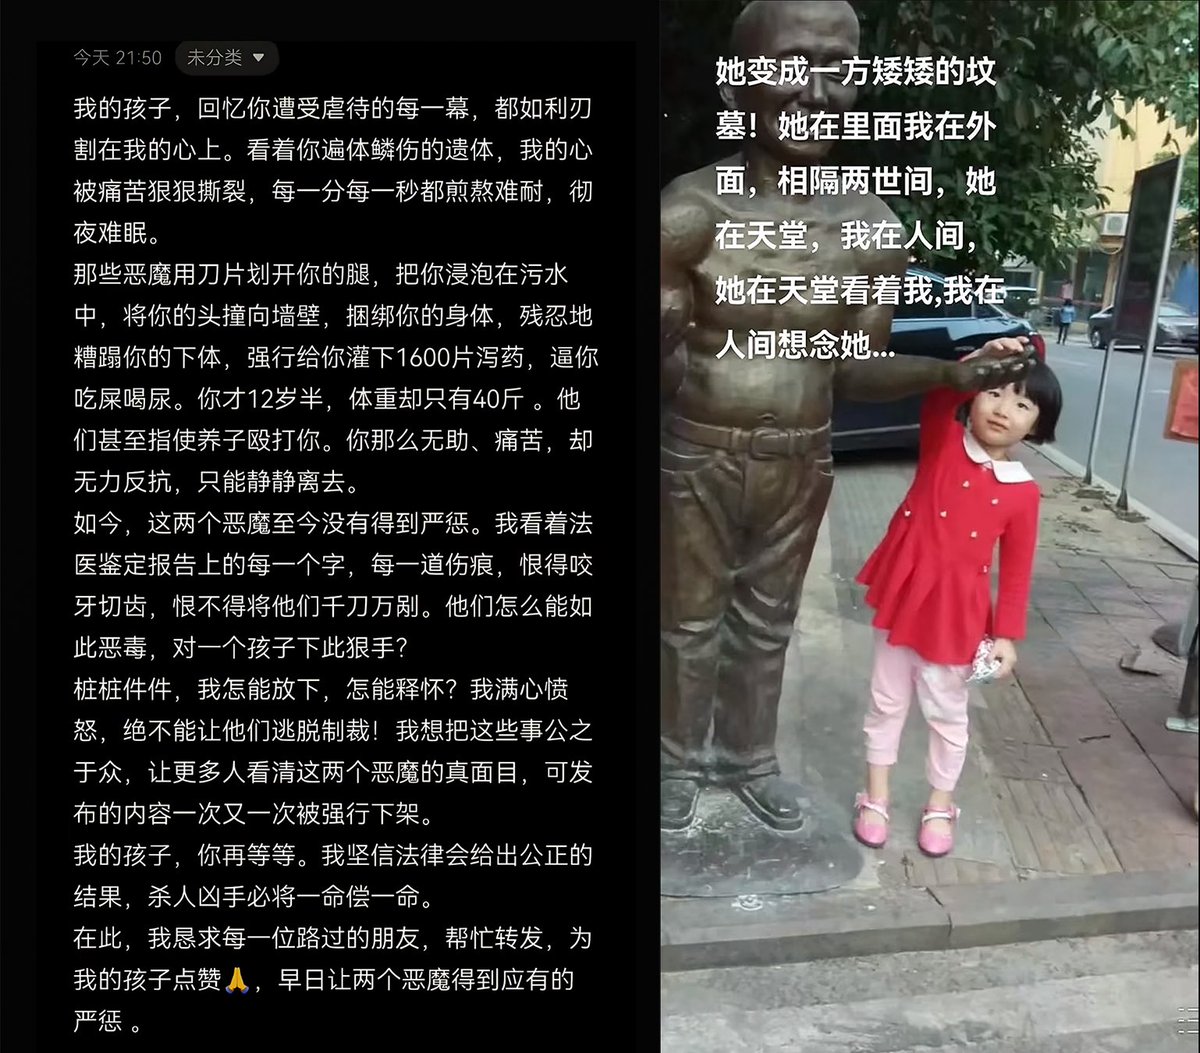 今天 21:50 未分类
我的孩子，回忆你遭受虐待的每一幕，都如利刃
割在我的心上。看着你遍体鳞伤的遗体，我的心
被痛苦狠狠撕裂，每一分每一秒都煎熬难耐，彻
夜难眠。
那些恶魔用刀片划开你的腿，把你浸泡在污水
中，将你的头撞向墙壁，捆绑你的身体，残忍地
糟蹋你的下体，强行给你灌下1600片泻药，逼你
吃屎喝尿。你才12岁半，体重却只有40斤 。他
们甚至指使养子殴打你。你那么无助、痛苦，却
无力反抗，只能静静离去。
如今，这两个恶魔至今没有得到严惩。我看着法
医鉴定报告上的每一个字，每一道伤痕，恨得咬
牙切齿，恨不得将他们千刀万剐。他们怎么能如
此恶毒，对一个孩子下此狠手？
桩桩件件，我怎能放下，怎能释怀？我满心愤
怒，绝不能让他们逃脱制裁！我想把这些事公之
于众，让更多人看清这两个恶魔的真面目，可发
布的内容一次又一次被强行下架。
我的孩子，你再等等。我坚信法律会给出公正的
结果，杀人凶手必将一命偿一命。
在此，我恳求每一位路过的朋友，帮忙转发，为
我的孩子点赞🙏，早日让两个恶魔得到应有的
严惩 。
她变成一方矮矮的坟
墓！她在里面我在外
面，相隔两世间，她
在天堂，我在人间，
她在天堂看着我,我在
人间想念她...